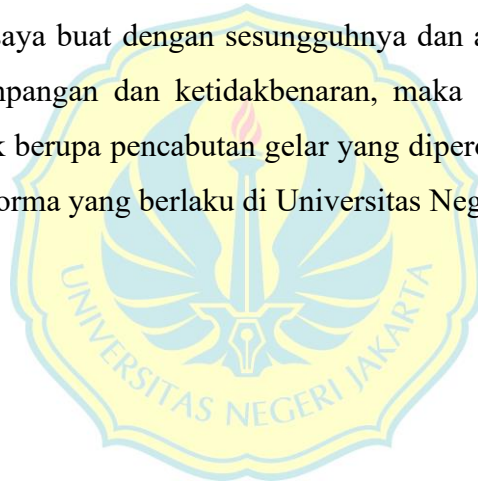 saya buat dengan sesungguhnya dan a
mpangan dan ketidakbenaran, maka
k berupa pencabutan gelar yang dipero
orma yang berlaku di Universitas Neg
UNIVERSITAS NEGERI JAKARTA